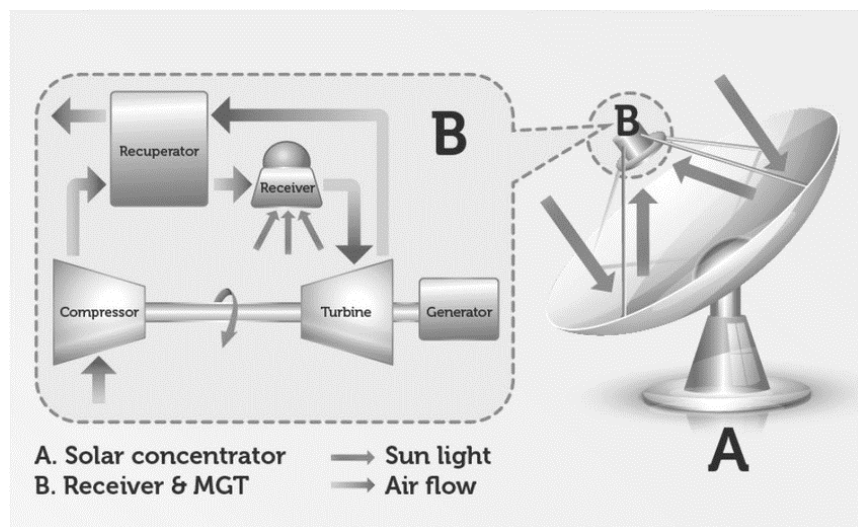 B
B
Recuperator
Receiver
Compressor
Turbine
Generator
A
A. Solar concentrator
Sun light
B. Receiver & MGT
Air flow